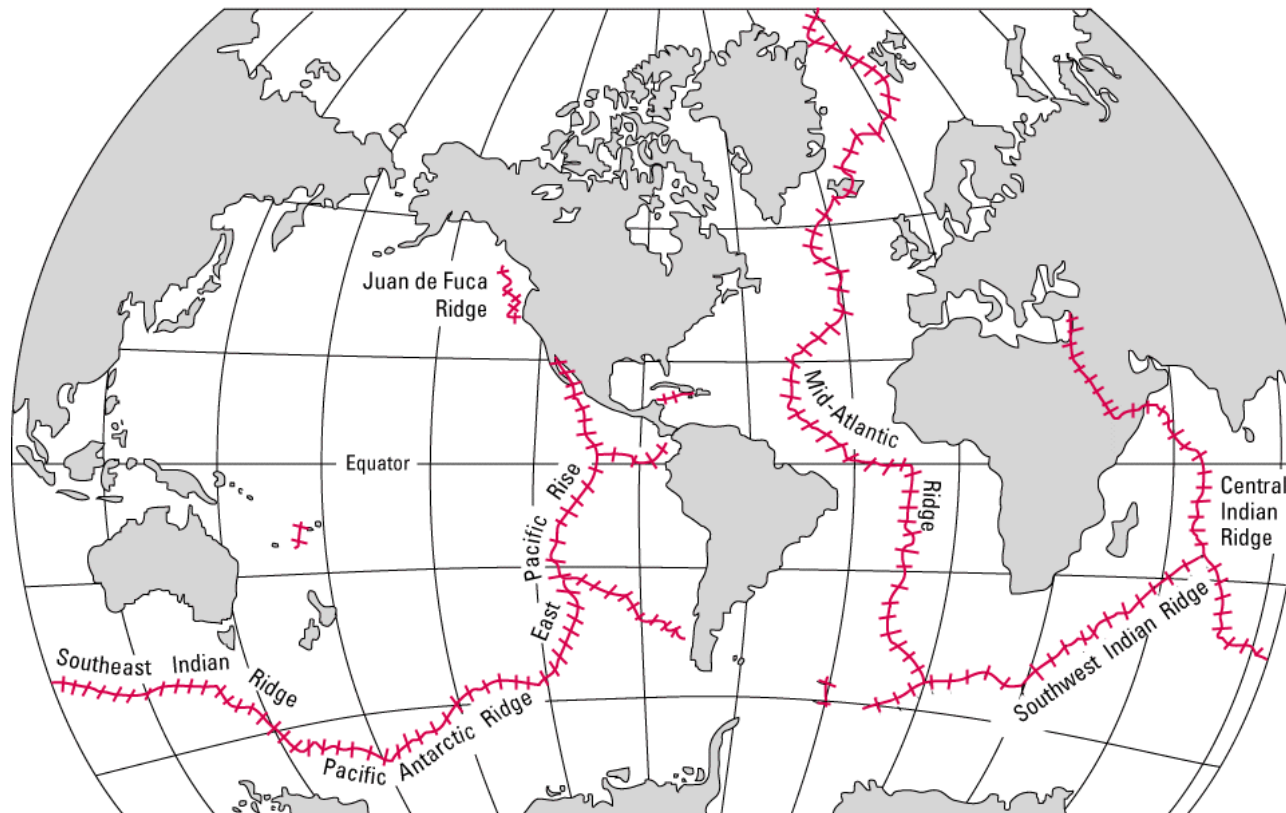 Juan de Fuca
Ridge
Mid-Atlantic
Ridge
Equator
East Pacific Rise
Central
Indian
Ridge
Southeast Indian Ridge
Pacific Antarctic Ridge
Southwest Indian Ridge